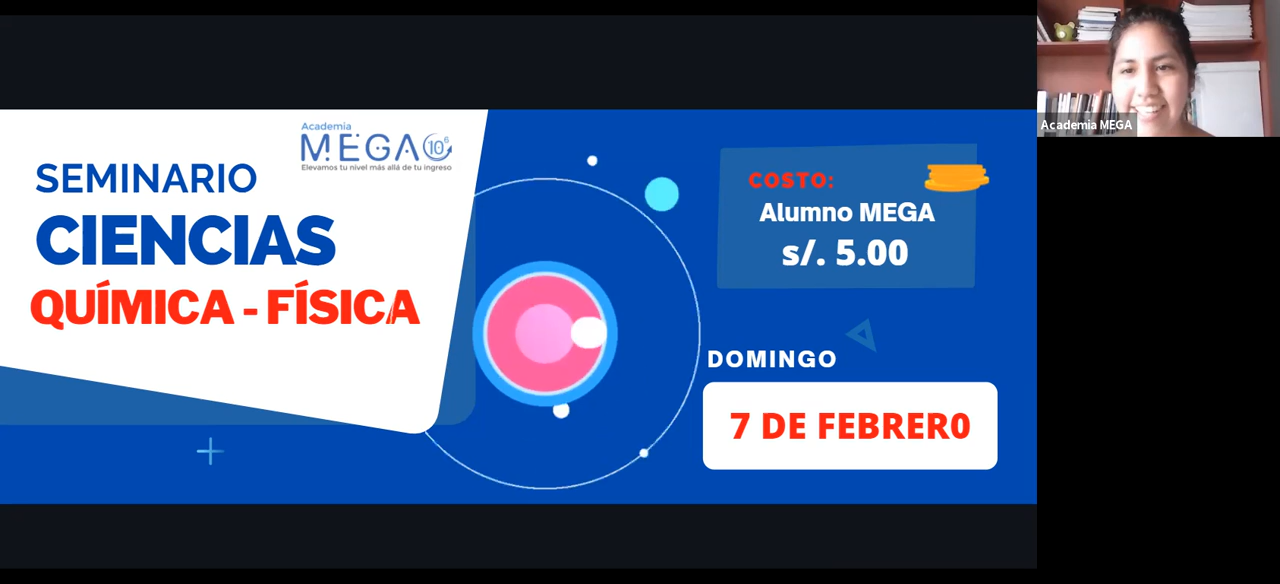 Academia
MEGA 10⁶
Elevamos tu nivel más allá de tu ingreso
SEMINARIO
CIENCIAS
QUÍMICA - FÍSICA
COSTO:
Alumno MEGA
s/. 5.00
DOMINGO
7 DE FEBRER0
Academia MEGA